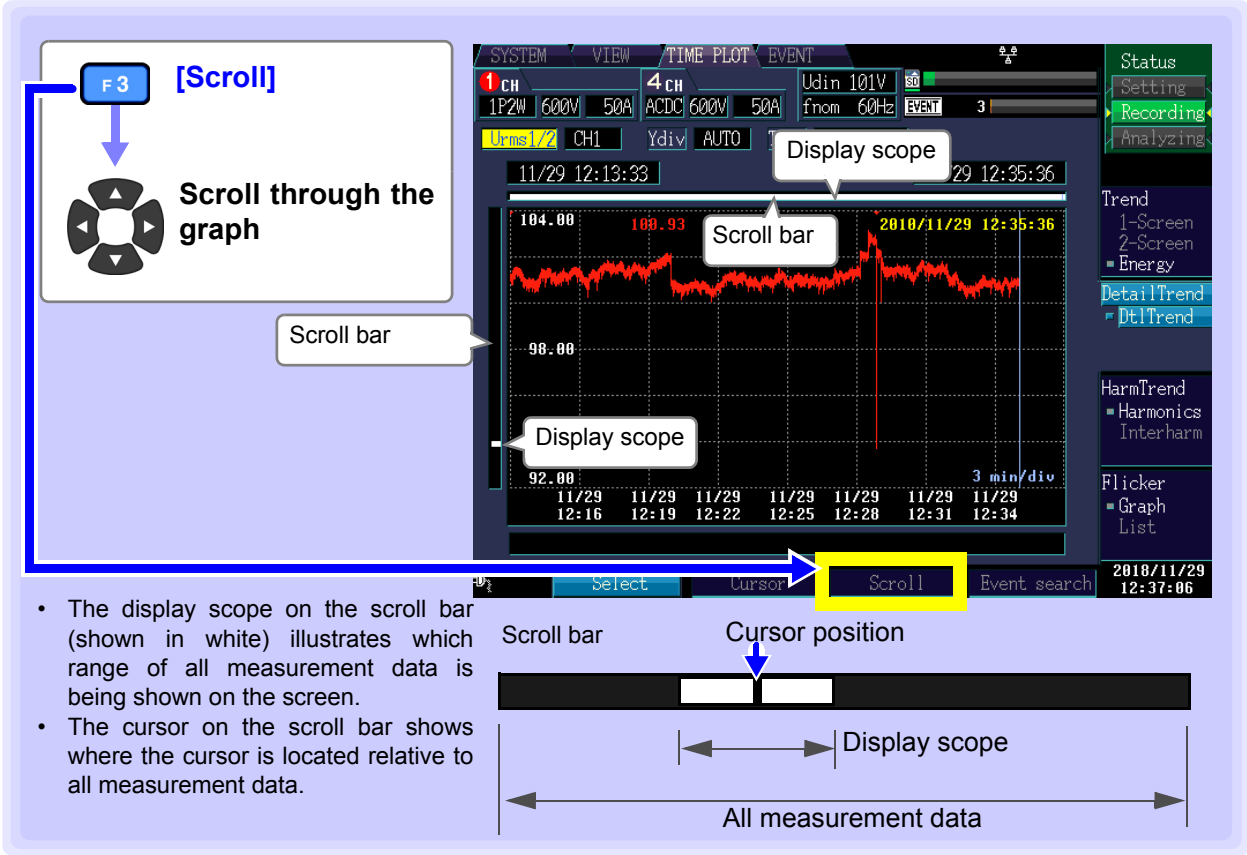 F 3
[Scroll]
Scroll through the
graph
SYSTEM VIEW TIME PLOT EVENT
1 CH
4 CH
Udin 101V
SD
1P2W 600V 50A
ACDC 600V 50A
fnom 60Hz
EVENT 3
Urms1/2 CH1 Ydiv AUTO
Display scope
11/29 12:13:33
29 12:35:36
104.00
100.93
Scroll bar
2010/11/29 12:35:36
Scroll bar
98.00
Display scope
92.00
3 min/div
11/29 11/29 11/29 11/29 11/29 11/29 11/29
12:16 12:19 12:22 12:25 12:28 12:31 12:34
Select Cursor Scroll Event search
Status
Setting
Recording
Analyzing
Trend
1-Screen
2-Screen
Energy
DetailTrend
DtlTrend
HarmTrend
Harmonics
Interharm
Flicker
Graph
List
2010/11/29
12:37:06
• The display scope on the scroll bar
(shown in white) illustrates which
range of all measurement data is
being shown on the screen.
• The cursor on the scroll bar shows
where the cursor is located relative to
all measurement data.
Scroll bar
Cursor position
Display scope
All measurement data